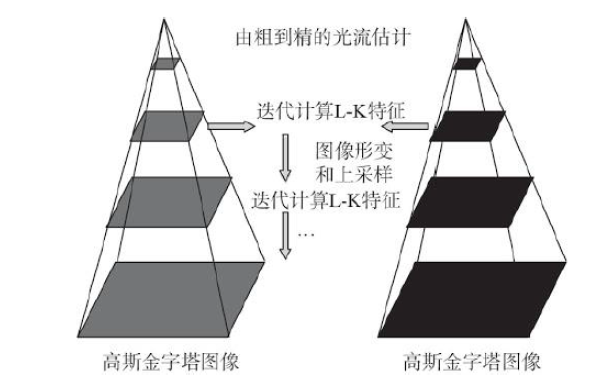 由粗到精的光流估计
迭代计算L-K特征
图像形变
和上采样
迭代计算L-K特征
…
高斯金字塔图像
高斯金字塔图像